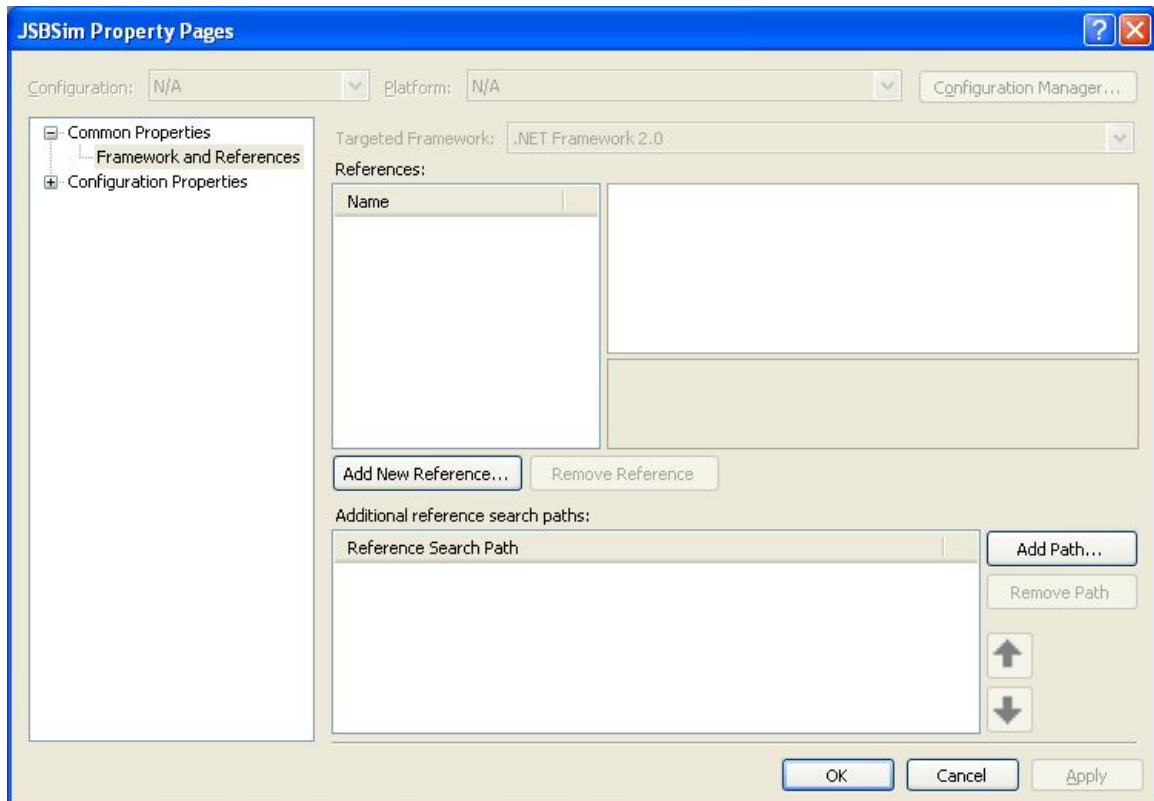 JSBSim Property Pages
Configuration: N/A Platform: N/A Configuration Manager...
Common Properties
Framework and References
Configuration Properties
Targeted Framework: .NET Framework 2.0
References:
Name
Add New Reference... Remove Reference
Additional reference search paths:
Reference Search Path
Add Path...
Remove Path
OK Cancel Apply